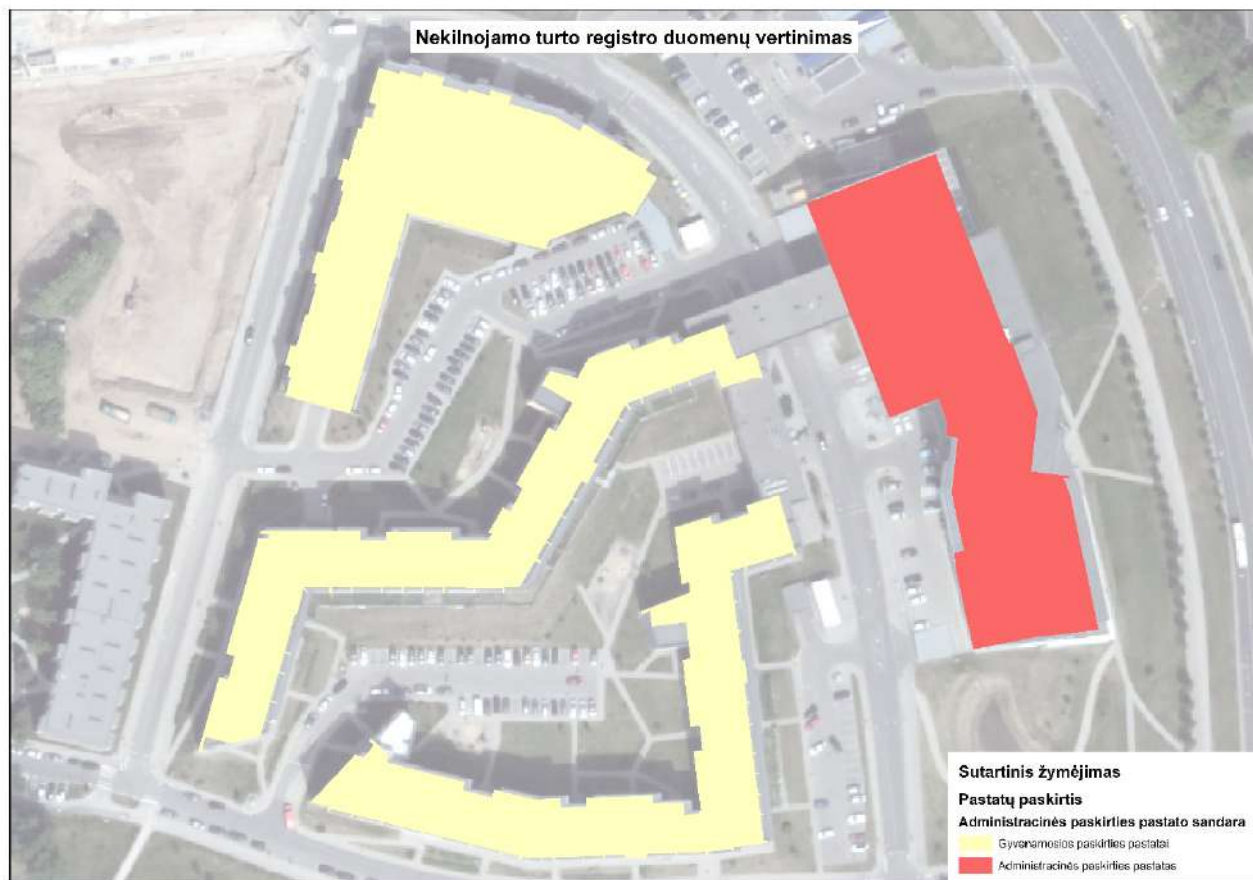 Nekilnojamo turto registro duomenų vertinimas
Sutartinis žymėjimas
Pastatų paskirtis
Administracinės paskirties pastato sandara
Gyvenamosios paskirties pastatai
Administracinės paskirties pastatas